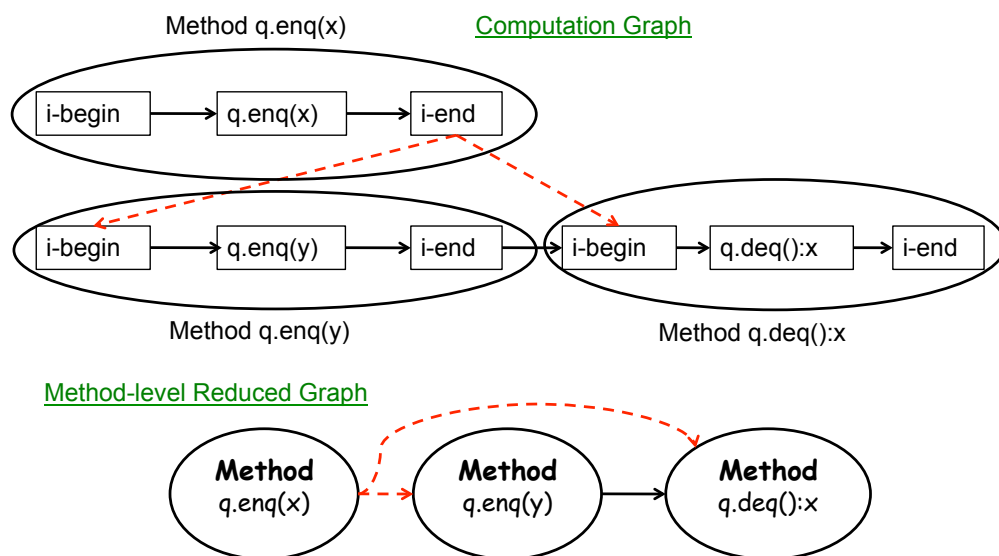 Method q.enq(x)
Computation Graph
i-begin
q.enq(x)
i-end
i-begin
q.enq(y)
i-end
i-begin
q.deq():x
i-end
Method q.enq(y)
Method q.deq():x
Method-level Reduced Graph
Method
q.enq(x)
Method
q.enq(y)
Method
q.deq():x